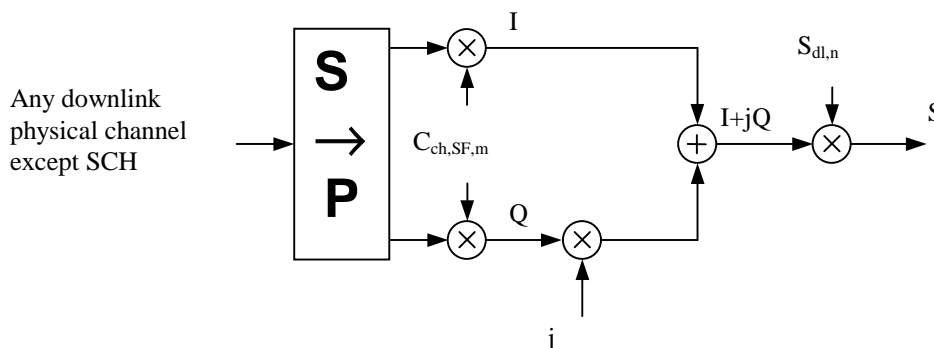 Any downlink
physical channel
except SCH
S
→
P
I
C_ch,SF,m
Q
j
I+jQ
S_dl,n
S